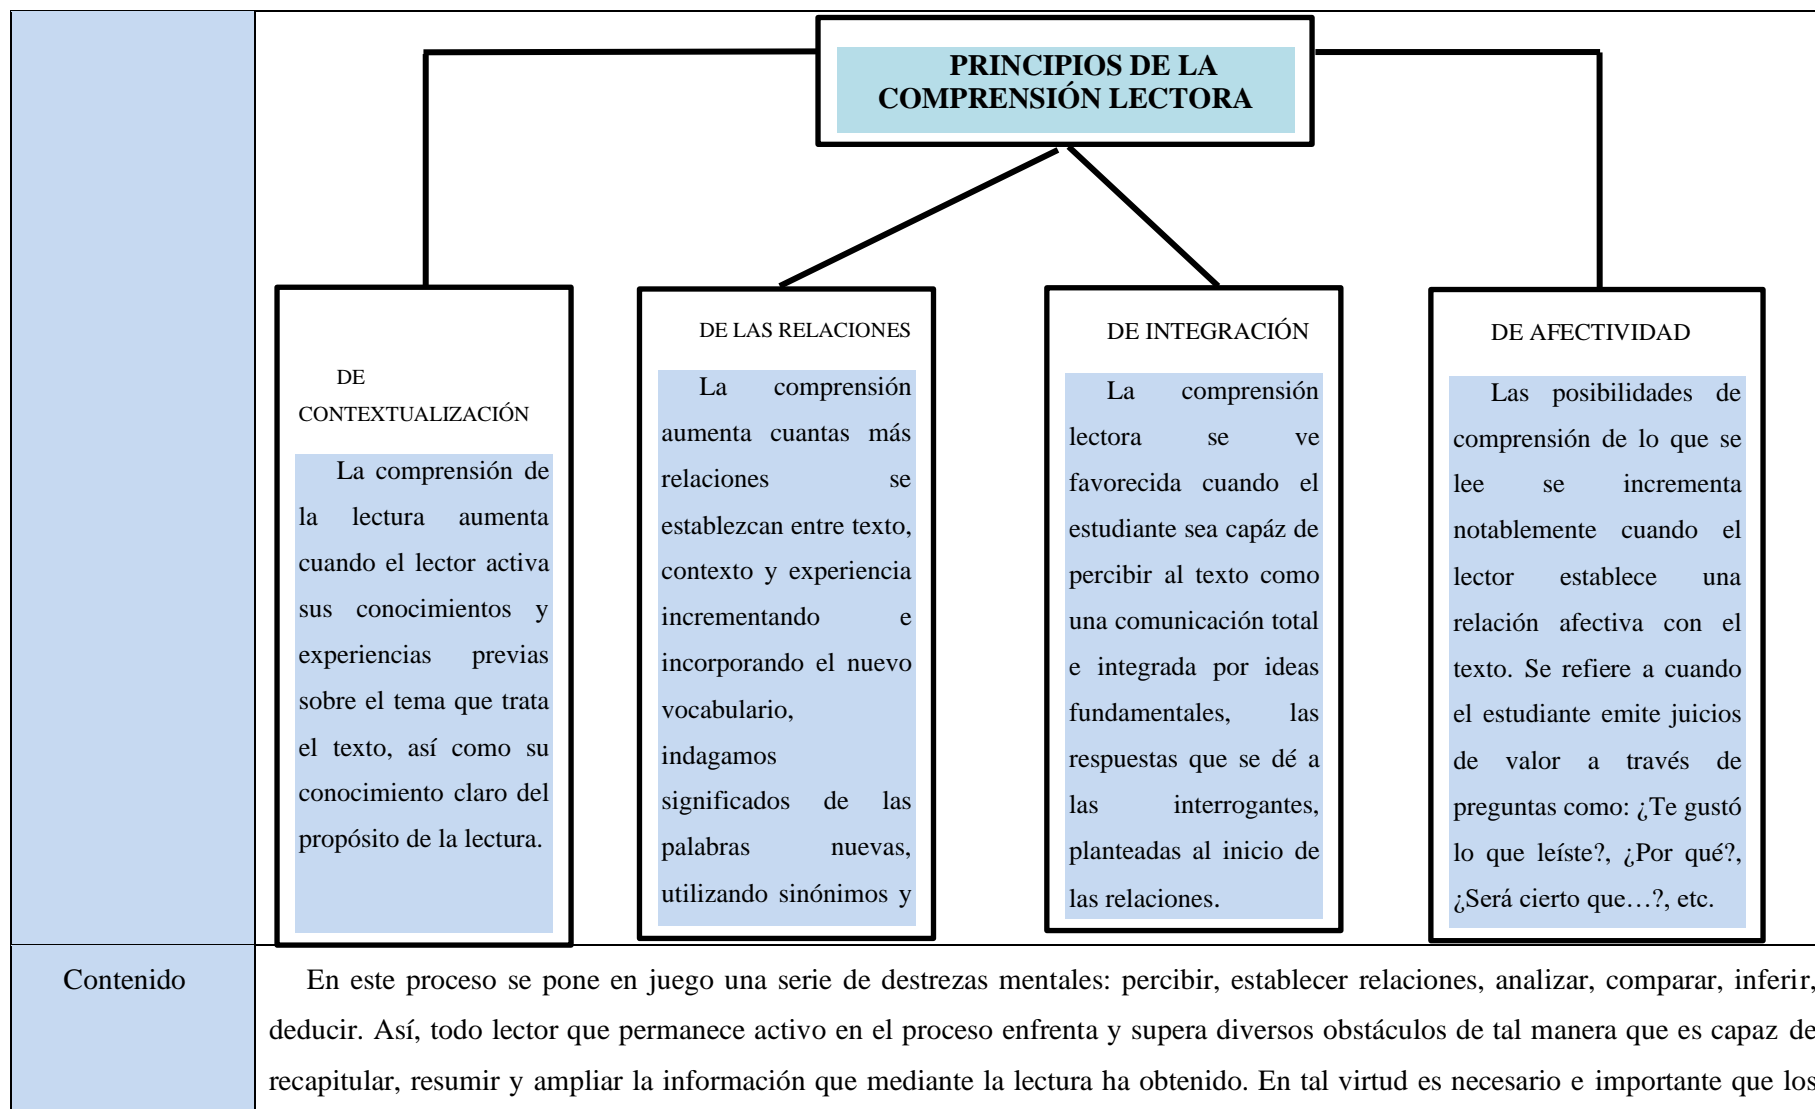 PRINCIPIOS DE LA
COMPRENSIÓN LECTORA
DE
CONTEXTUALIZACIÓN
La comprensión de
la lectura aumenta
cuando el lector activa
sus conocimientos y
experiencias previas
sobre el tema que trata
el texto, así como su
conocimiento claro del
propósito de la lectura.
DE LAS RELACIONES
La comprensión
aumenta cuantas más
relaciones se
establezcan entre texto,
contexto y experiencia
incrementando e
incorporando el nuevo
vocabulario,
indagamos
significados de las
palabras nuevas,
utilizando sinónimos y
DE INTEGRACIÓN
La comprensión
lectora se ve
favorecida cuando el
estudiante sea capáz de
percibir al texto como
una comunicación total
e integrada por ideas
fundamentales, las
respuestas que se dé a
las interrogantes,
planteadas al inicio de
las relaciones.
DE AFECTIVIDAD
Las posibilidades de
comprensión de lo que se
lee se incrementa
notablemente cuando el
lector establece una
relación afectiva con el
texto. Se refiere a cuando
el estudiante emite juicios
de valor a través de
preguntas como: ¿Te gustó
lo que leíste?, ¿Por qué?,
¿Será cierto que…?, etc.
Contenido
En este proceso se pone en juego una serie de destrezas mentales: percibir, establecer relaciones, analizar, comparar, inferir,
deducir. Así, todo lector que permanece activo en el proceso enfrenta y supera diversos obstáculos de tal manera que es capaz de
recapitular, resumir y ampliar la información que mediante la lectura ha obtenido. En tal virtud es necesario e importante que los